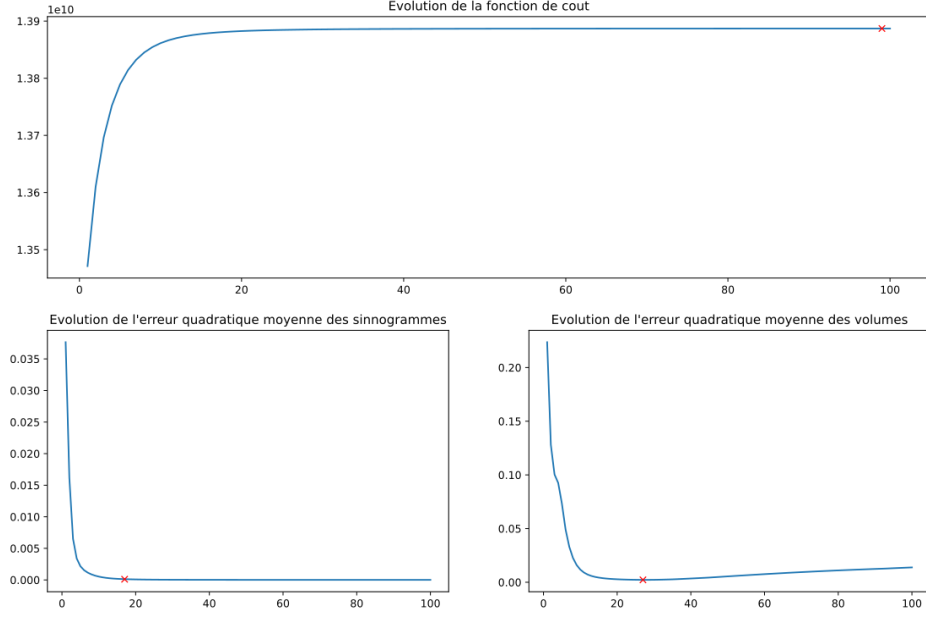 Evolution de la fonction de cout
1e10
1.39
1.38
1.37
1.36
1.35
0 20 40 60 80 100
Evolution de l'erreur quadratique moyenne des sinnogrammes
0.035
0.030
0.025
0.020
0.015
0.010
0.005
0.000
0 20 40 60 80 100
Evolution de l'erreur quadratique moyenne des volumes
0.20
0.15
0.10
0.05
0.00
0 20 40 60 80 100